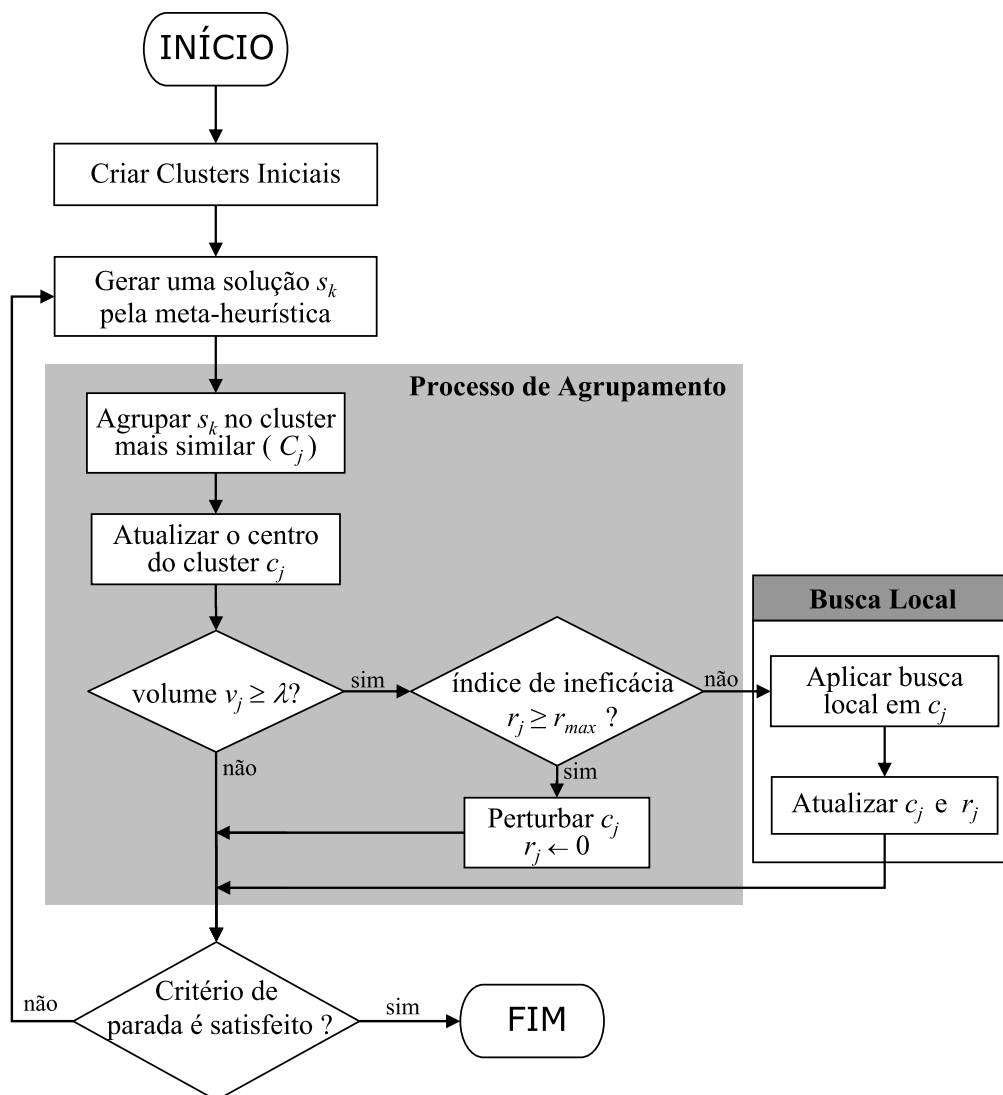 INÍCIO
Criar Clusters Iniciais
Gerar uma solução s_k
pela meta-heurística
Processo de Agrupamento
Agrupar s_k no cluster
mais similar ( C_j )
Atualizar o centro
do cluster c_j
volume v_j ≥ λ?
sim
não
índice de ineficácia
r_j ≥ r_max ?
não
sim
Perturbar c_j
r_j ← 0
Busca Local
Aplicar busca
local em c_j
Atualizar c_j e r_j
Critério de
parada é satisfeito ?
não
sim
FIM